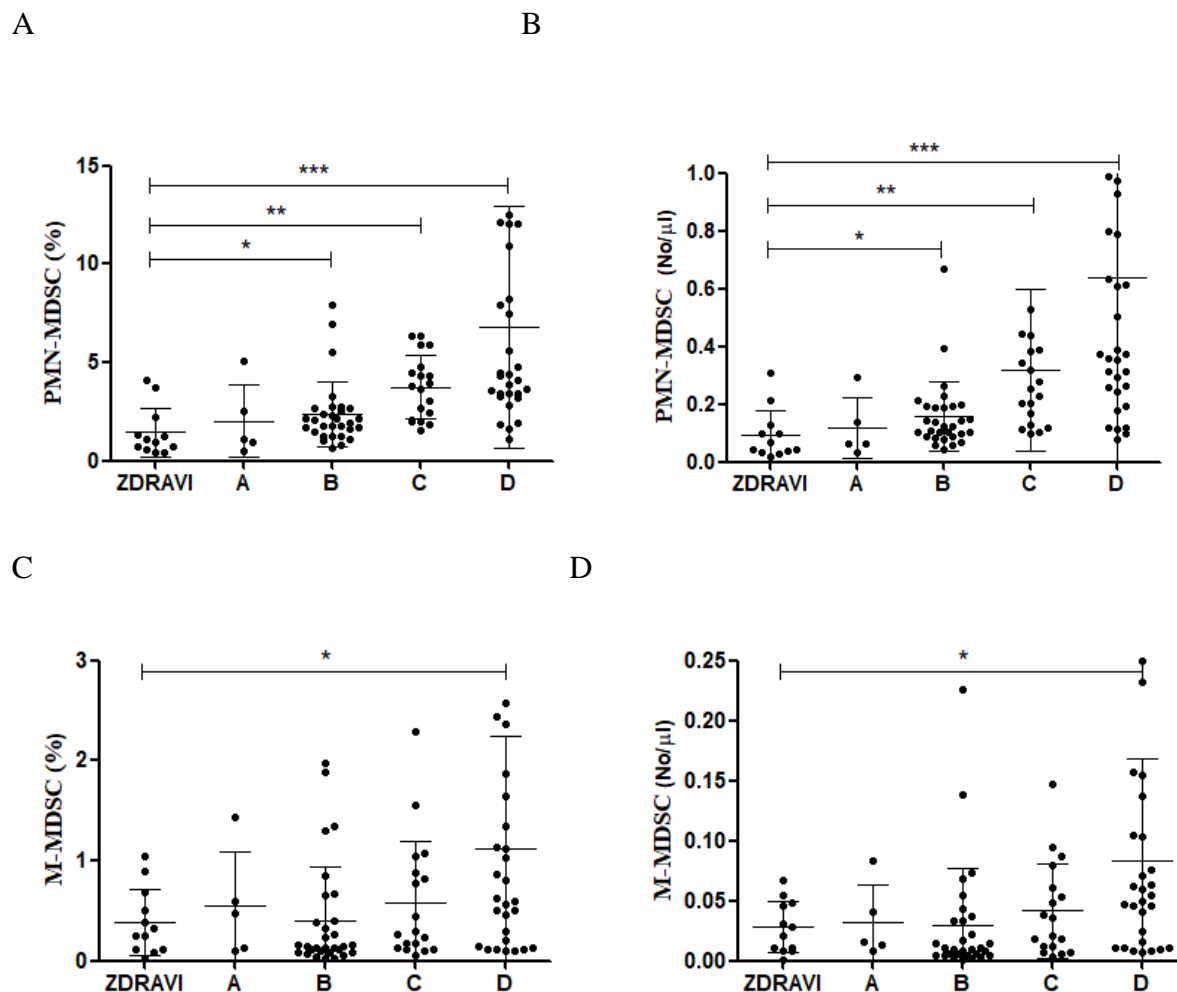 A
B
15
10
5
0
PMN-MDSC (%)
***
**
*
ZDRAVI A B C D
1.0
0.8
0.6
0.4
0.2
0.0
PMN-MDSC (No/µl)
***
**
*
ZDRAVI A B C D
C
D
3
2
1
0
M-MDSC (%)
*
ZDRAVI A B C D
0.25
0.20
0.15
0.10
0.05
0.00
M-MDSC (No/µl)
*
ZDRAVI A B C D